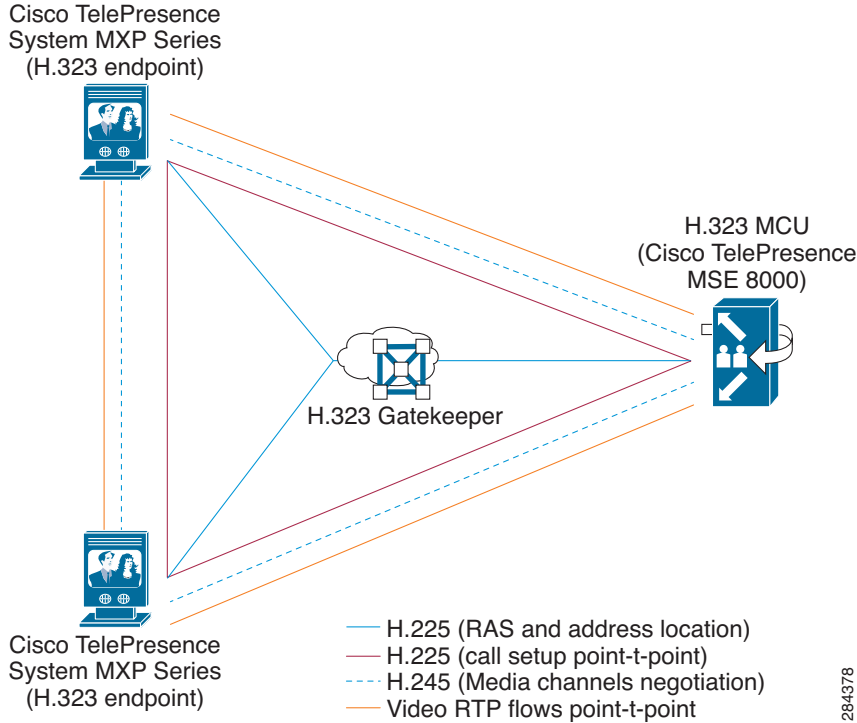 Cisco TelePresence
System MXP Series
(H.323 endpoint)
H.323 MCU
(Cisco TelePresence
MSE 8000)
H.323 Gatekeeper
Cisco TelePresence
System MXP Series
(H.323 endpoint)
H.225 (RAS and address location)
H.225 (call setup point-t-point)
H.245 (Media channels negotiation)
Video RTP flows point-t-point
284378